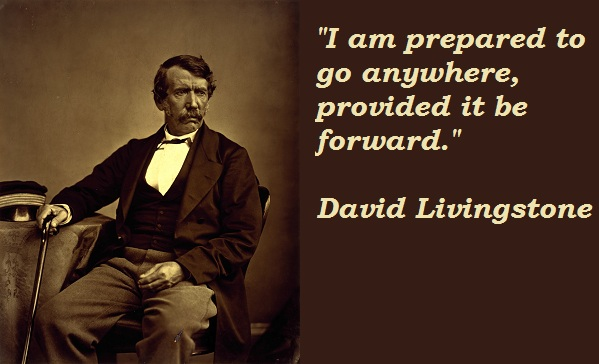 "I am prepared to
go anywhere,
provided it be
forward."
David Livingstone